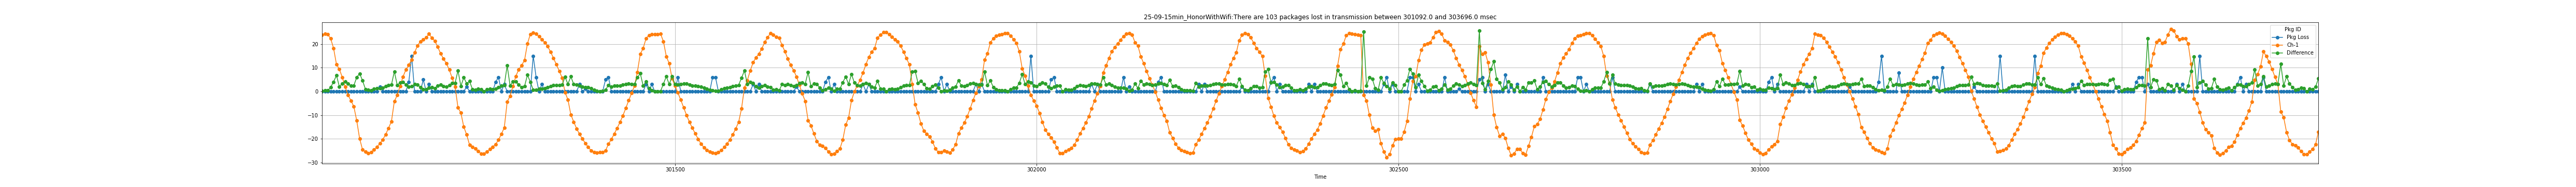 25-09-15min_HonorWithWifi:There are 103 packages lost in transmission between 301092.0 and 303696.0 msec
Pkg ID
Pkg Loss
Ch-1
Difference
20
10
0
−10
−20
−30
301500
302000
302500
303000
303500
Time